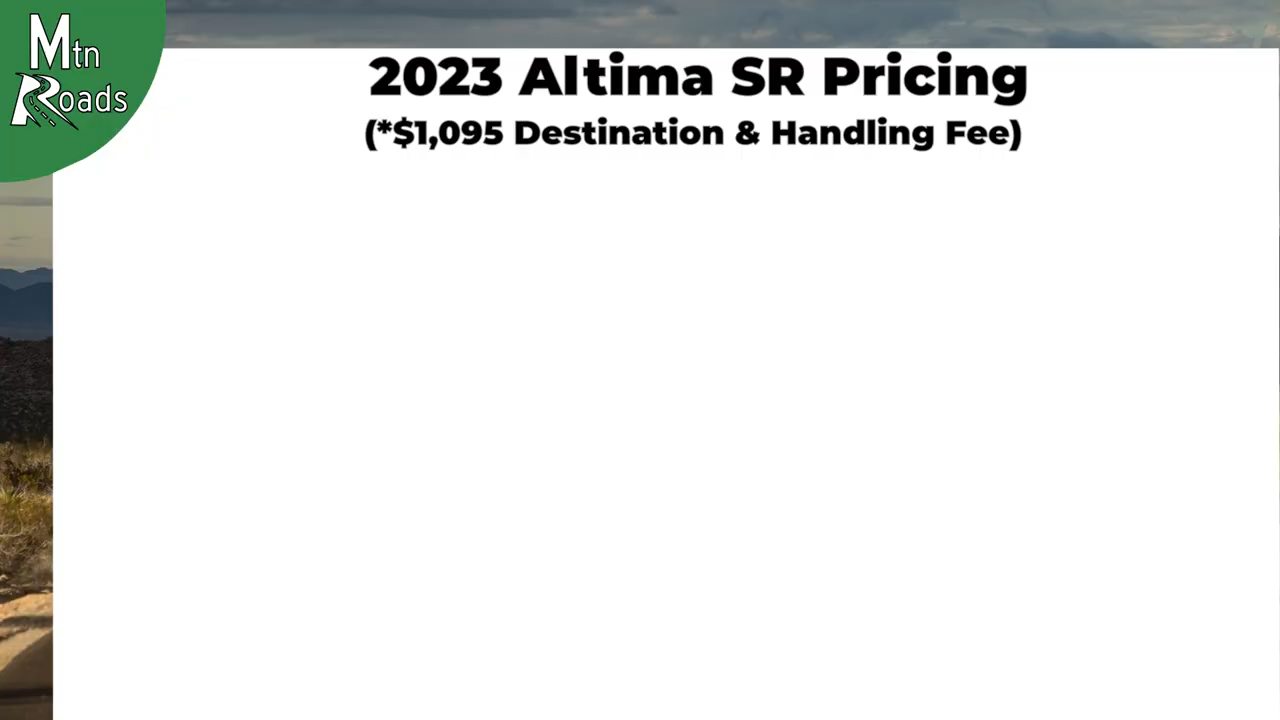 Mtn
Roads
2023 Altima SR Pricing
(*$1,095 Destination & Handling Fee)